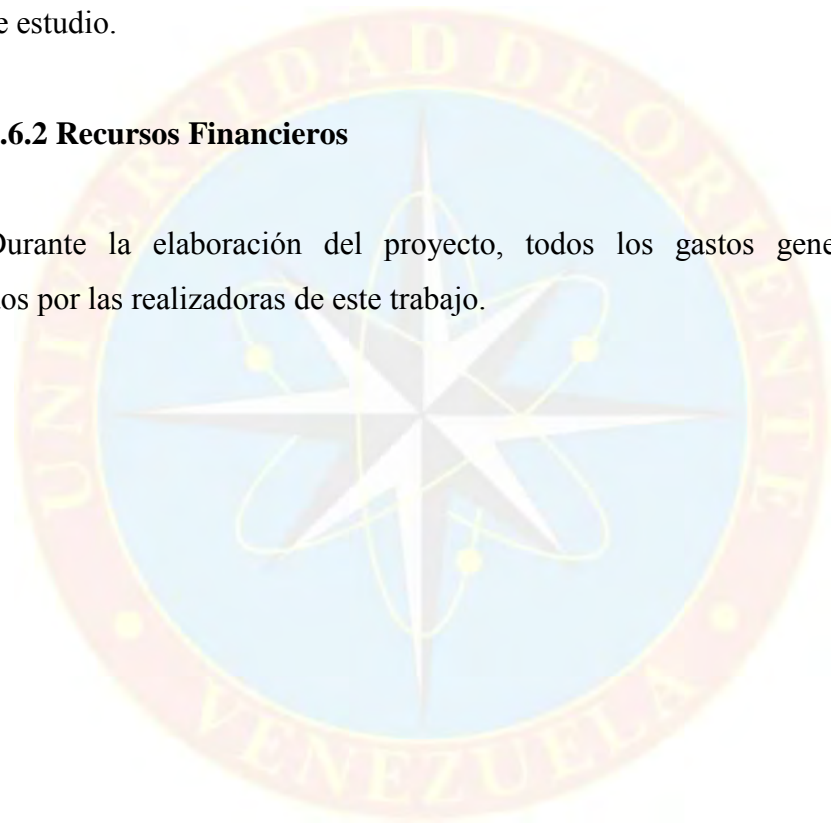 e estudio.
.6.2 Recursos Financieros
Durante la elaboración del proyecto, todos los gastos gene
os por las realizadoras de este trabajo.
UNIVERSIDAD DE ORIENTE
VENEZUELA